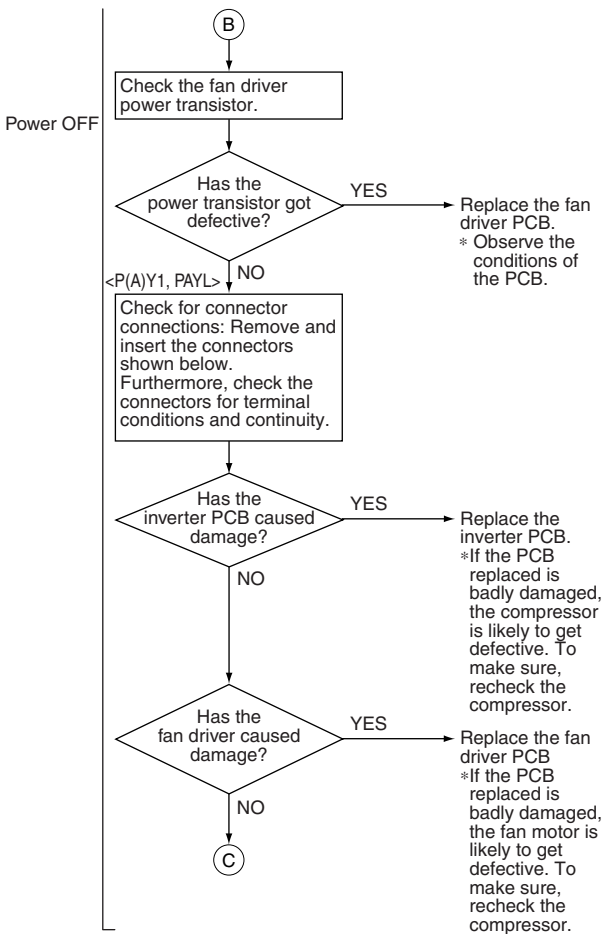 B
Check the fan driver
power transistor.
Power OFF
Has the
power transistor got
defective?
YES
Replace the fan
driver PCB.
* Observe the
conditions of
the PCB.
NO
<P(A)Y1, PAYL>
Check for connector
connections: Remove and
insert the connectors
shown below.
Furthermore, check the
connectors for terminal
conditions and continuity.
Has the
inverter PCB caused
damage?
YES
Replace the
inverter PCB.
*If the PCB
replaced is
badly damaged,
the compressor
is likely to get
defective. To
make sure,
recheck the
compressor.
NO
Has the
fan driver caused
damage?
YES
Replace the fan
driver PCB
*If the PCB
replaced is
badly damaged,
the fan motor is
likely to get
defective. To
make sure,
recheck the
compressor.
NO
C